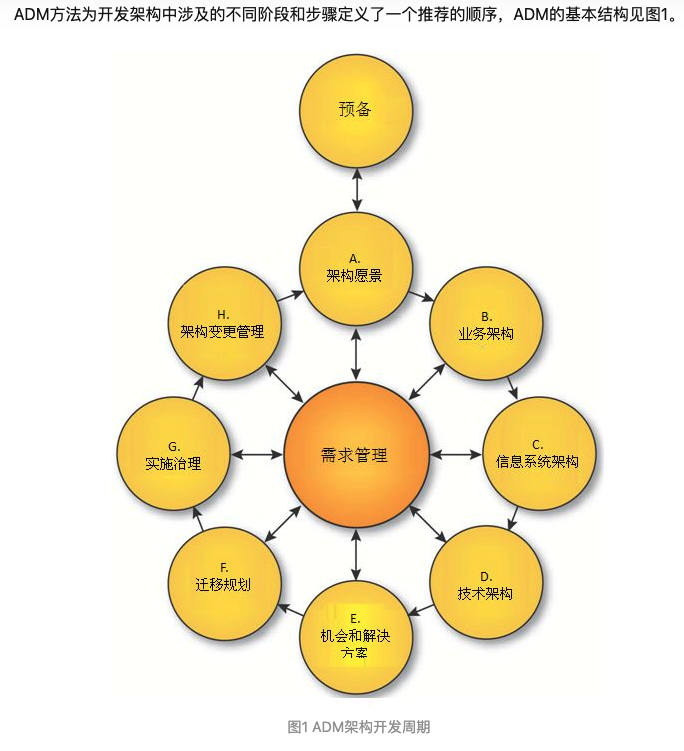 ADM方法为开发架构中涉及的不同阶段和步骤定义了一个推荐的顺序，ADM的基本结构见图1。
预备
A.
架构愿景
H.
架构变更管理
B.
业务架构
G.
实施治理
需求管理
C.
信息系统架构
F.
迁移规划
D.
技术架构
E.
机会和解决
方案
图1 ADM架构开发周期